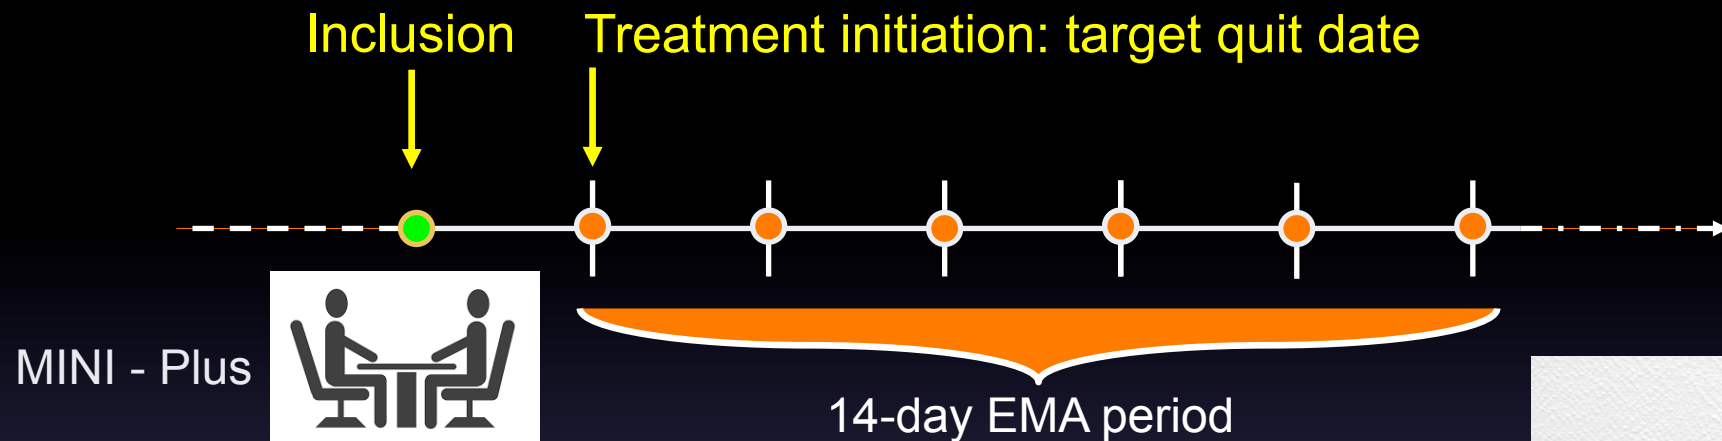 Inclusion
Treatment initiation: target quit date
MINI - Plus
14-day EMA period